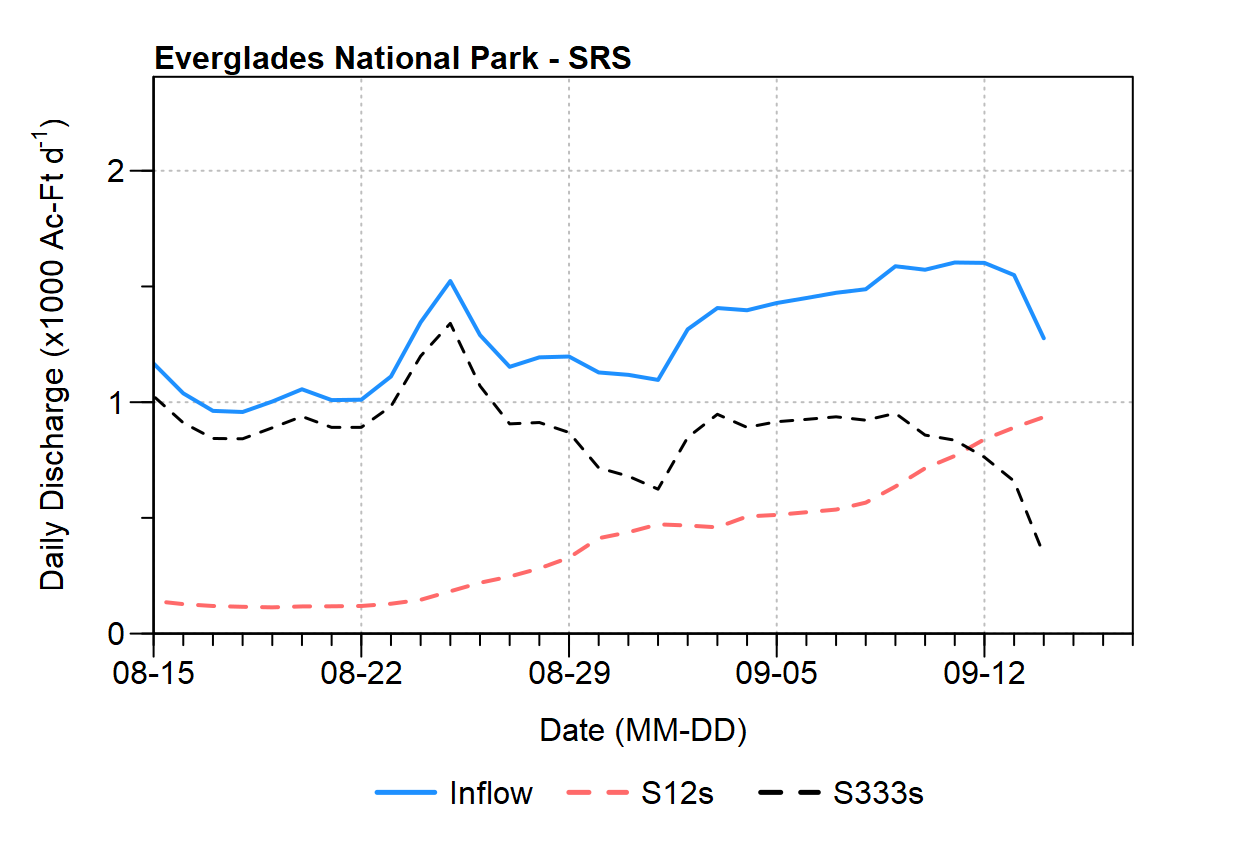 Everglades National Park - SRS
Daily Discharge (x1000 Ac-Ft d-1)
2
1
0
08-15 08-22 08-29 09-05 09-12
Date (MM-DD)
Inflow S12s S333s